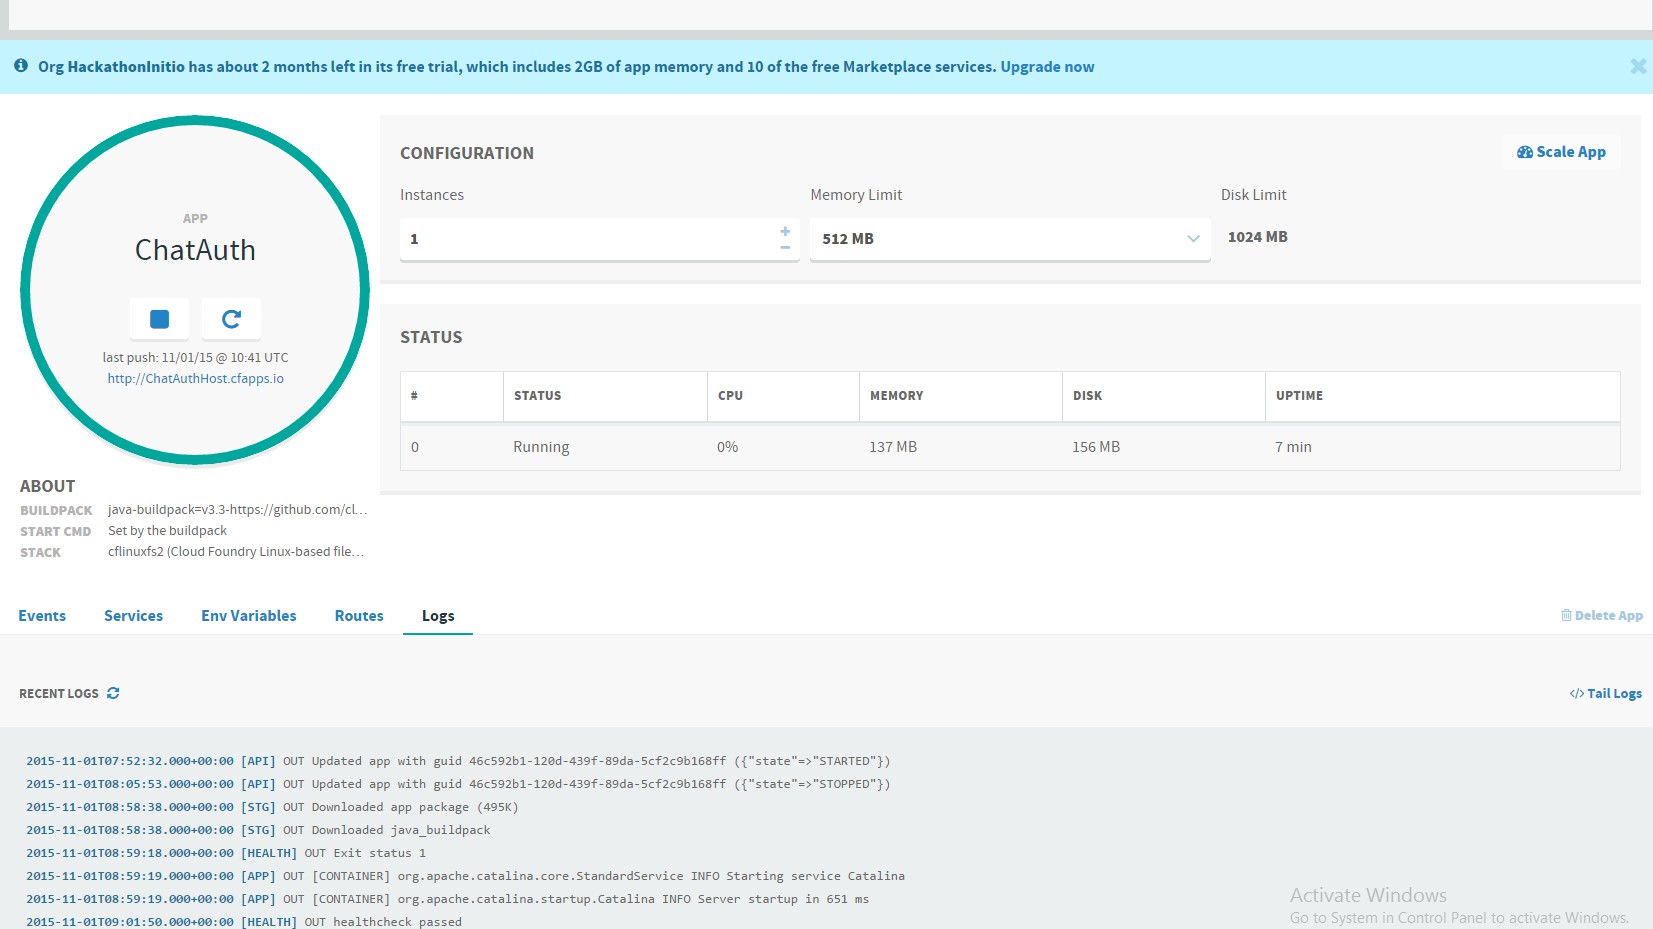 Org HackathonInitio has about 2 months left in its free trial, which includes 2GB of app memory and 10 of the free Marketplace services. Upgrade now
APP
ChatAuth
last push: 11/01/15 @ 10:41 UTC
http://ChatAuthHost.cfapps.io
CONFIGURATION
Scale App
Instances Memory Limit Disk Limit
1 512 MB 1024 MB
STATUS
# STATUS CPU MEMORY DISK UPTIME
0 Running 0% 137 MB 156 MB 7 min
ABOUT
BUILDPACK java-buildpack=v3.3-https://github.com/cl…
START CMD Set by the buildpack
STACK cflinuxfs2 (Cloud Foundry Linux-based file…
Events Services Env Variables Routes Logs Delete App
RECENT LOGS </> Tail Logs
2015-11-01T07:52:32.000+00:00 [API] OUT Updated app with guid 46c592b1-120d-439f-89da-5cf2c9b168ff ({"state"=>"STARTED"})
2015-11-01T08:05:53.000+00:00 [API] OUT Updated app with guid 46c592b1-120d-439f-89da-5cf2c9b168ff ({"state"=>"STOPPED"})
2015-11-01T08:58:38.000+00:00 [STG] OUT Downloaded app package (495K)
2015-11-01T08:58:38.000+00:00 [STG] OUT Downloaded java_buildpack
2015-11-01T08:59:18.000+00:00 [HEALTH] OUT Exit status 1
2015-11-01T08:59:19.000+00:00 [APP] OUT [CONTAINER] org.apache.catalina.core.StandardService INFO Starting service Catalina
2015-11-01T08:59:19.000+00:00 [APP] OUT [CONTAINER] org.apache.catalina.startup.Catalina INFO Server startup in 651 ms
2015-11-01T09:01:50.000+00:00 [HEALTH] OUT healthcheck passed
Activate Windows
Go to System in Control Panel to activate Windows.